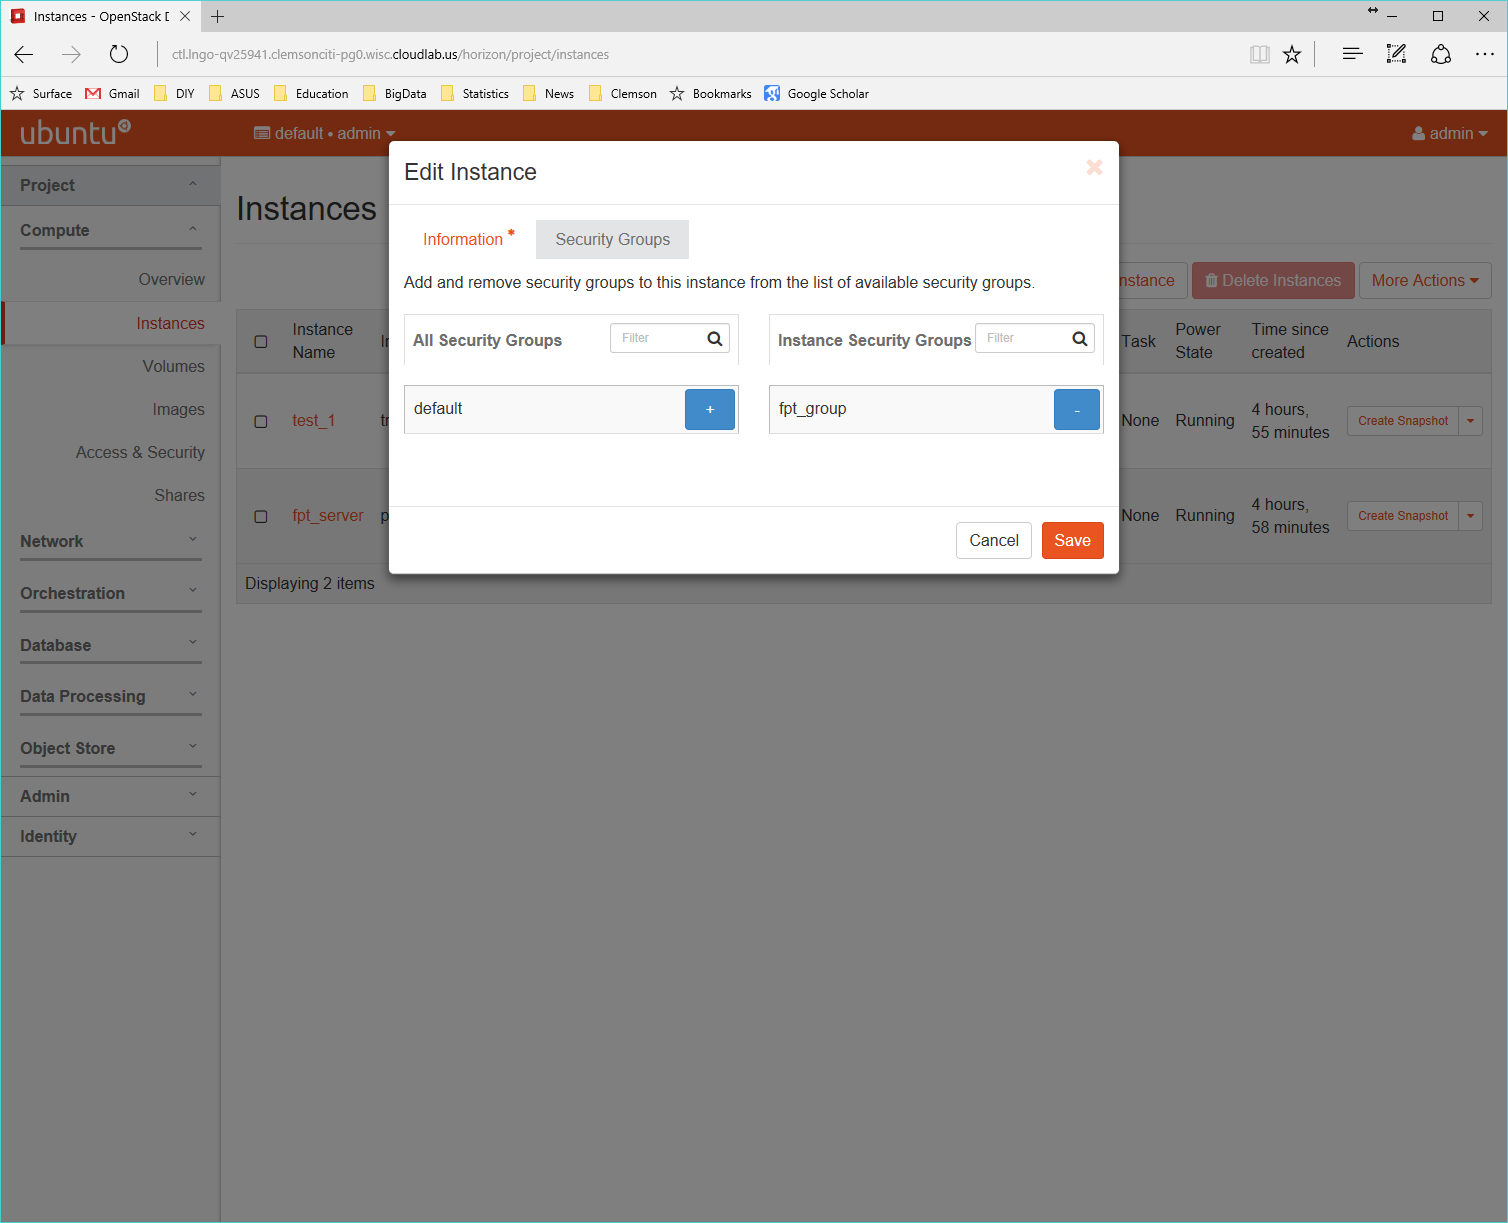 Instances - OpenStack D
ctl.lngo-qv25941.clemsonciti-pg0.wisc.cloudlab.us/horizon/project/instances
Surface Gmail DIY ASUS Education BigData Statistics News Clemson Bookmarks Google Scholar
ubuntu default • admin admin
Edit Instance
Information * Security Groups
Add and remove security groups to this instance from the list of available security groups.
All Security Groups Filter Instance Security Groups Filter
default + fpt_group -
Cancel Save
Project
Compute
Overview
Instances
Volumes
Images
Access & Security
Shares
Network
Orchestration
Database
Data Processing
Object Store
Admin
Identity
Instances
nstance Delete Instances More Actions
Instance Name Task Power State Time since created Actions
test_1 None Running 4 hours, 55 minutes Create Snapshot
fpt_server None Running 4 hours, 58 minutes Create Snapshot
Displaying 2 items